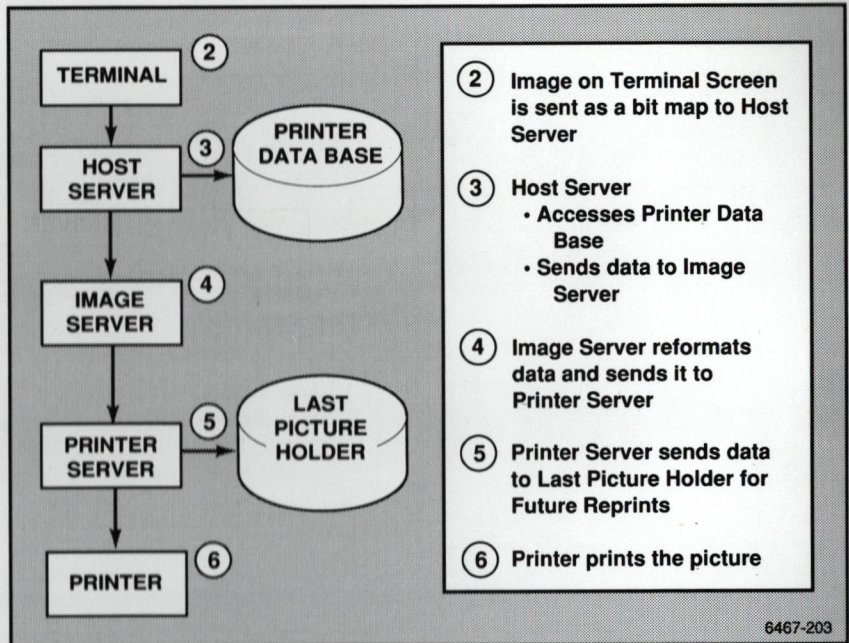 TERMINAL
2
HOST
SERVER
3
PRINTER
DATA BASE
IMAGE
SERVER
4
PRINTER
SERVER
5
LAST
PICTURE
HOLDER
PRINTER
6
2 Image on Terminal Screen
is sent as a bit map to Host
Server
3 Host Server
• Accesses Printer Data
Base
• Sends data to Image
Server
4 Image Server reformats
data and sends it to
Printer Server
5 Printer Server sends data
to Last Picture Holder for
Future Reprints
6 Printer prints the picture
6467-203